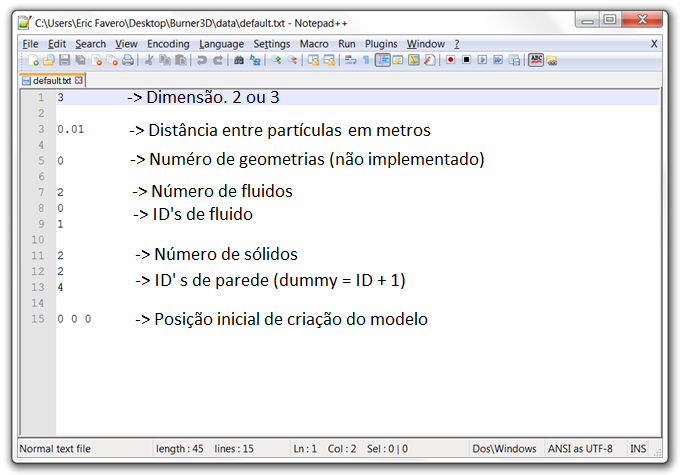 C:\Users\Eric Favero\Desktop\Burner3D\data\default.txt - Notepad++
File Edit Search View Encoding Language Settings Macro Run Plugins Window ? X
default.txt
1 3 -> Dimensão. 2 ou 3
2
3 0.01 -> Distância entre partículas em metros
4
5 0 -> Numéro de geometrias (não implementado)
6
7 2 -> Número de fluidos
8 0 -> ID's de fluido
9 1
10
11 2 -> Número de sólidos
12 2 -> ID' s de parede (dummy = ID + 1)
13 4
14
15 0 0 0 -> Posição inicial de criação do modelo
Normal text file length : 45 lines : 15 Ln : 1 Col : 2 Sel : 0 | 0 Dos\Windows ANSI as UTF-8 INS